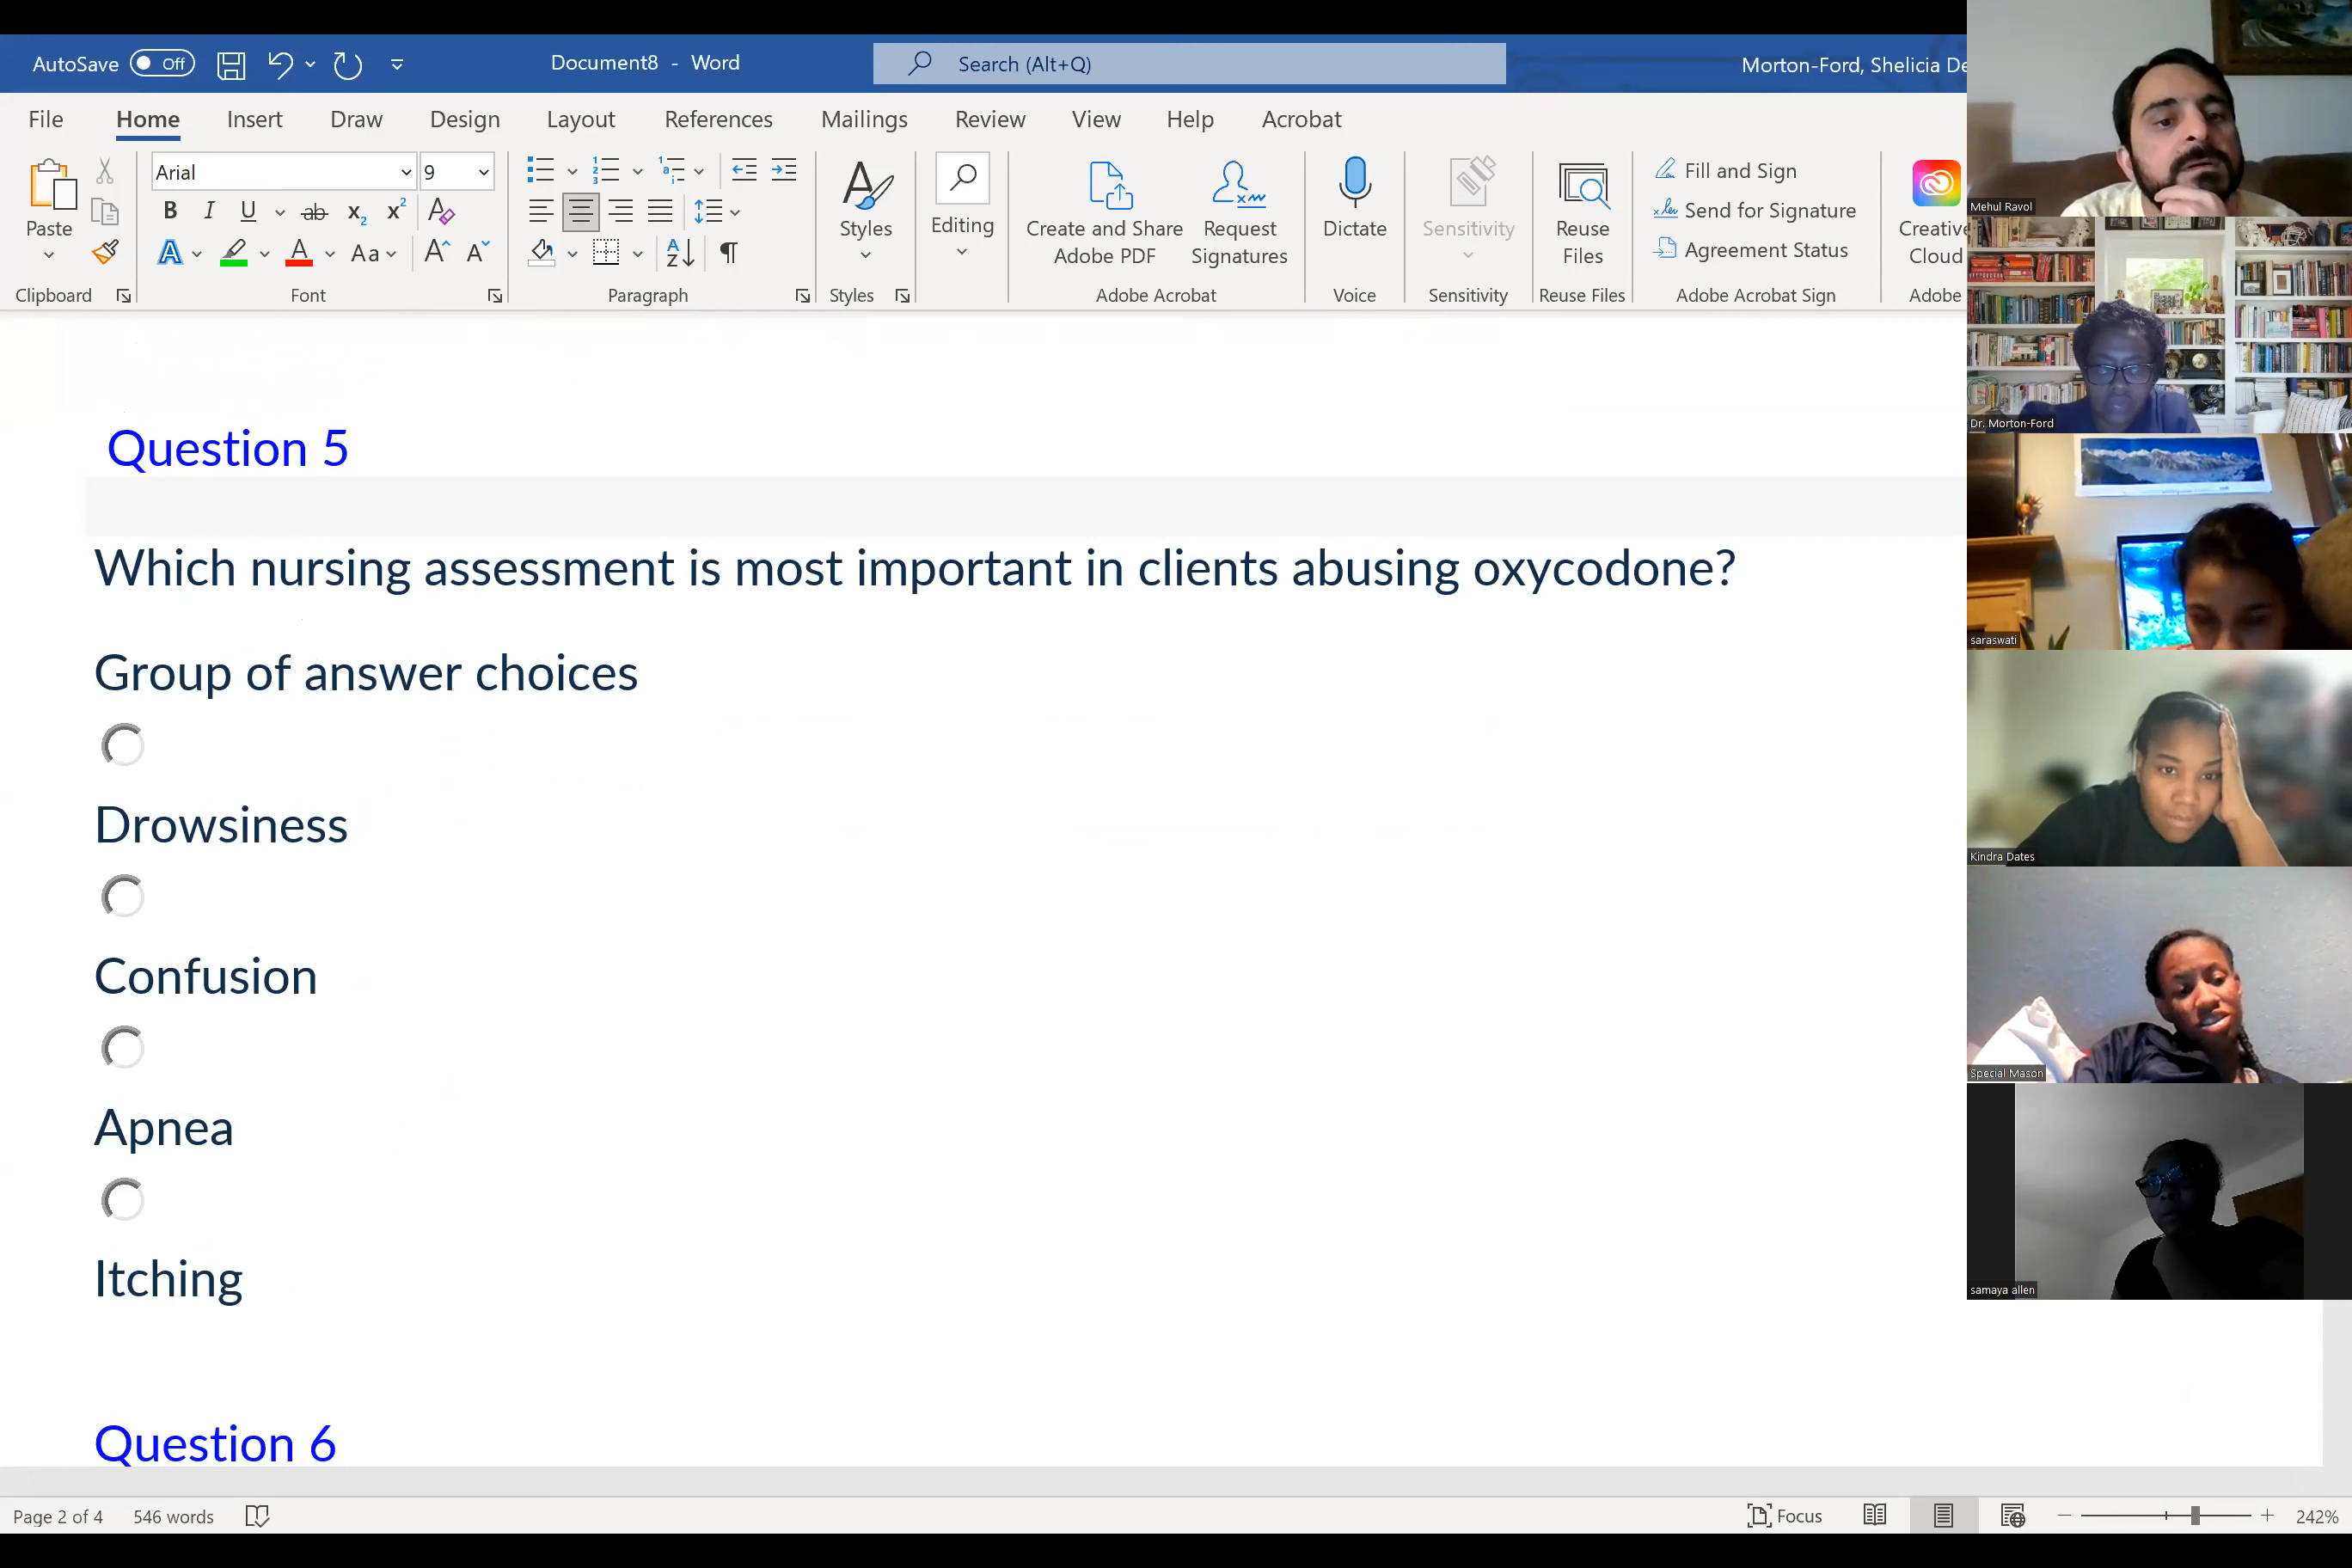 AutoSave Off Document8 - Word Search (Alt+Q) Morton-Ford, Shelicia De
File Home Insert Draw Design Layout References Mailings Review View Help Acrobat
Arial 9
Paste
B I U ab x2 x2 A
A A Aa A A
Styles
Editing
Create and Share
Adobe PDF
Request
Signatures
Dictate
Sensitivity
Reuse
Files
Fill and Sign
Send for Signature
Agreement Status
Creative
Cloud
Clipboard Font Paragraph Styles Adobe Acrobat Voice Sensitivity Reuse Files Adobe Acrobat Sign Adobe
Question 5
Which nursing assessment is most important in clients abusing oxycodone?
Group of answer choices
Drowsiness
Confusion
Apnea
Itching
Question 6
Page 2 of 4 546 words Focus 242%
Mehul Ravol
Dr. Morton-Ford
saraswati
Kindra Dates
Special Mason
samaya allen